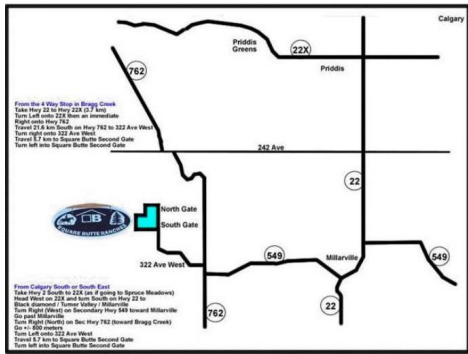 Calgary
Priddis
Greens
22X
Priddis
762
From the 4 Way Stop in Bragg Creek
Take Hwy 22 to Hwy 22X (3.7 km)
Turn Left onto 22X then an immediate
Right onto Hwy 762
Travel 21.6 km South on Hwy 762 to 322 Ave West
Turn right onto 322 Ave West
Travel 5.7 km to Square Butte Second Gate
Turn left into Square Butte Second Gate
242 Ave
22
North Gate
South Gate
B
SQUARE BUTTE RANCHES
322 Ave West
549
Millarville
549
762
22
From Calgary South or South East
Take Hwy 2 South to 22X (as if going to Spruce Meadows)
Head West on 22X and turn South on Hwy 22 to
Black diamond / Turner Valley / Millarville
Turn Right (West) on Secondary Hwy 549 toward Millarville
Go past Millarville
Turn Right (North) on Sec Hwy 762 (toward Bragg Creek)
Go +/- 800 meters
Turn Left onto 322 Ave West
Travel 5.7 km to Square Butte Second Gate
Turn left into Square Butte Second Gate